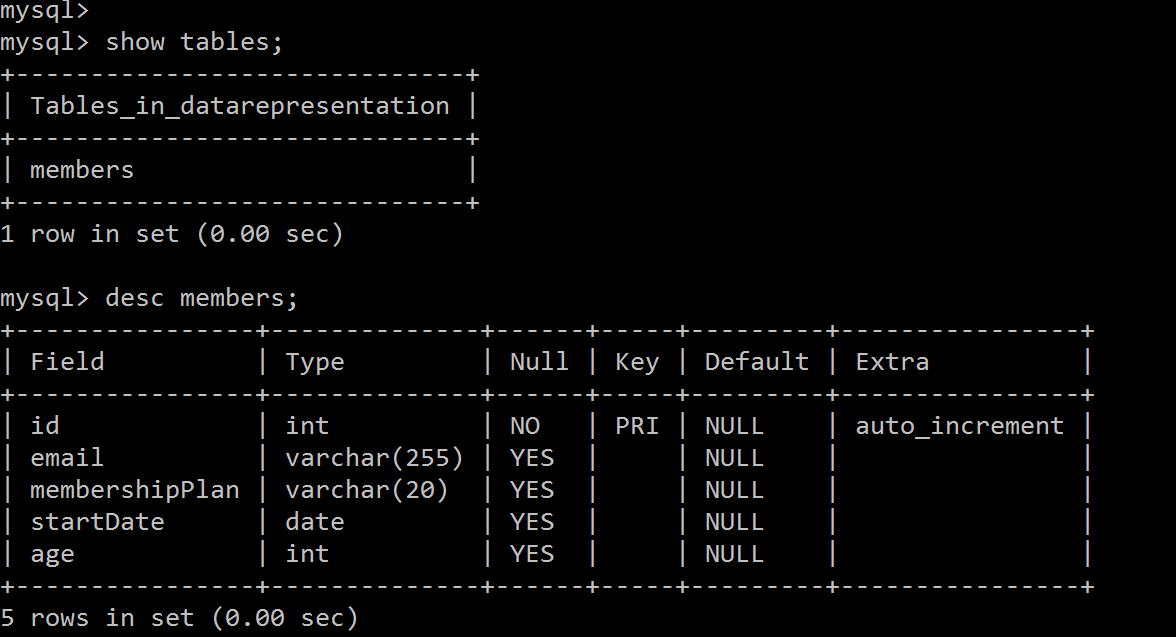 mysql>
mysql> show tables;
+------------------------------+
| Tables_in_datarepresentation |
+------------------------------+
| members                      |
+------------------------------+
1 row in set (0.00 sec)

mysql> desc members;
+----------------+--------------+------+-----+---------+----------------+
| Field          | Type         | Null | Key | Default | Extra          |
+----------------+--------------+------+-----+---------+----------------+
| id             | int          | NO   | PRI | NULL    | auto_increment |
| email          | varchar(255) | YES  |     | NULL    |                |
| membershipPlan | varchar(20)  | YES  |     | NULL    |                |
| startDate      | date         | YES  |     | NULL    |                |
| age            | int          | YES  |     | NULL    |                |
+----------------+--------------+------+-----+---------+----------------+
5 rows in set (0.00 sec)